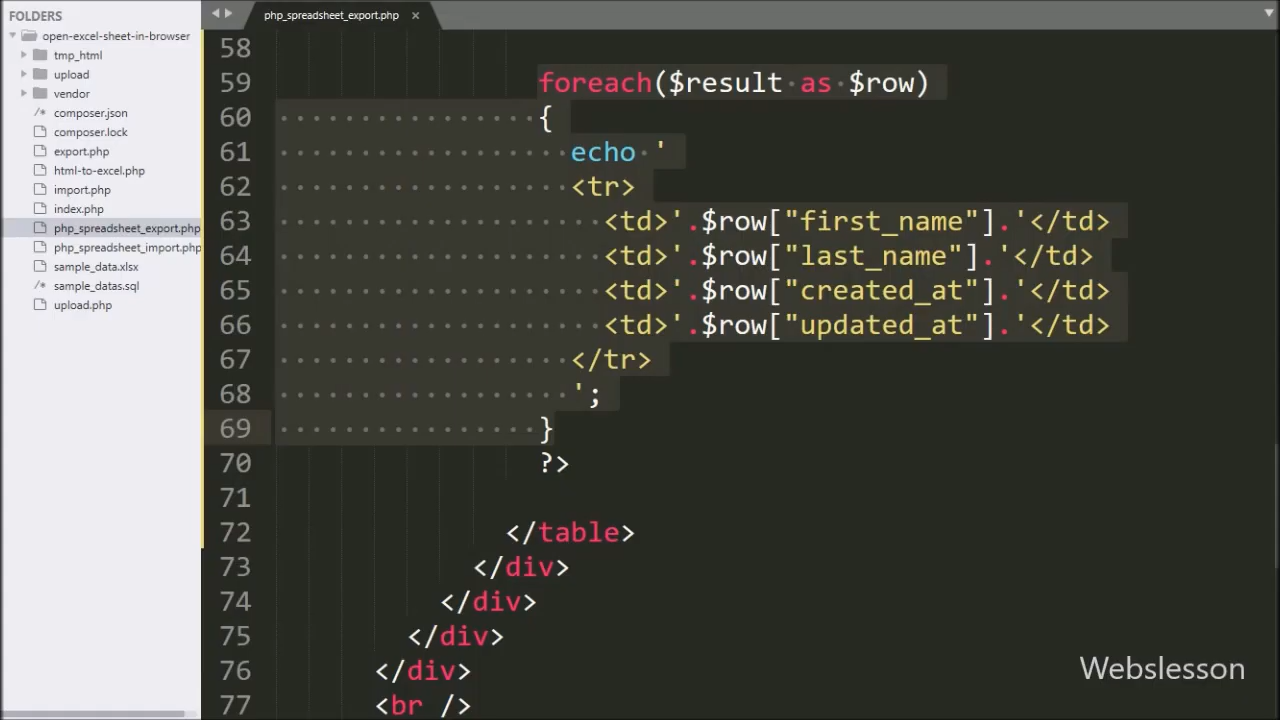 FOLDERS
open-excel-sheet-in-browser
tmp_html
upload
vendor
/* composer.json
composer.lock
export.php
html-to-excel.php
import.php
index.php
php_spreadsheet_export.php
php_spreadsheet_import.php
sample_data.xlsx
/* sample_datas.sql
upload.php
php_spreadsheet_export.php ×
58
59 foreach($result as $row)
60 {
61 echo '
62 <tr>
63 <td>'.$row["first_name"].'</td>
64 <td>'.$row["last_name"].'</td>
65 <td>'.$row["created_at"].'</td>
66 <td>'.$row["updated_at"].'</td>
67 </tr>
68 ';
69 }
70 ?>
71
72 </table>
73 </div>
74 </div>
75 </div>
76 </div>
77 <br />
Webslesson